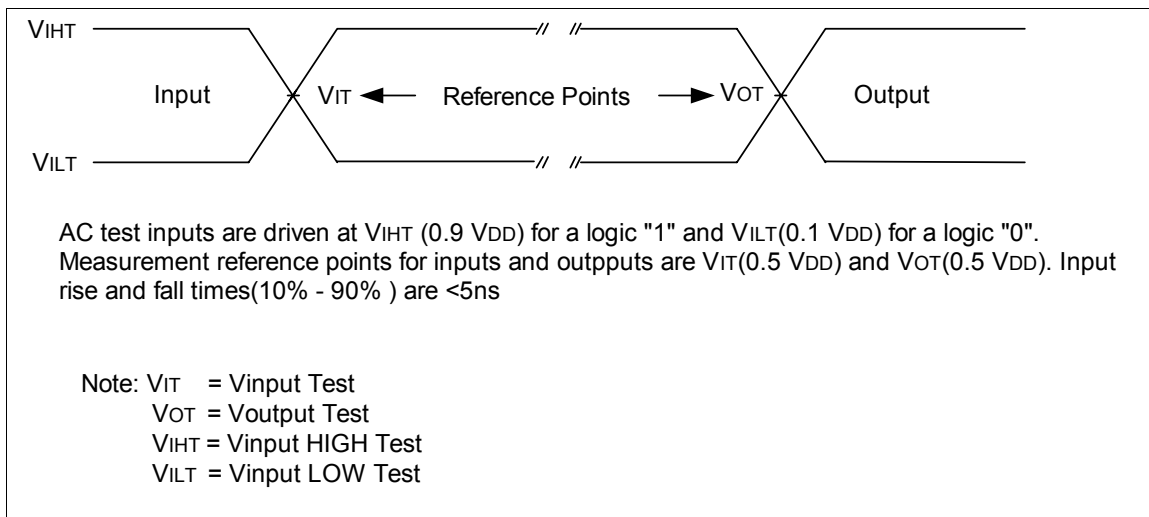 VIHT
Input VIT Reference Points VOT Output
VILT
AC test inputs are driven at VIHT (0.9 VDD) for a logic "1" and VILT(0.1 VDD) for a logic "0".
Measurement reference points for inputs and outpputs are VIT(0.5 VDD) and VOT(0.5 VDD). Input
rise and fall times(10% - 90% ) are <5ns
Note: VIT = Vinput Test
VOT = Voutput Test
VIHT = Vinput HIGH Test
VILT = Vinput LOW Test